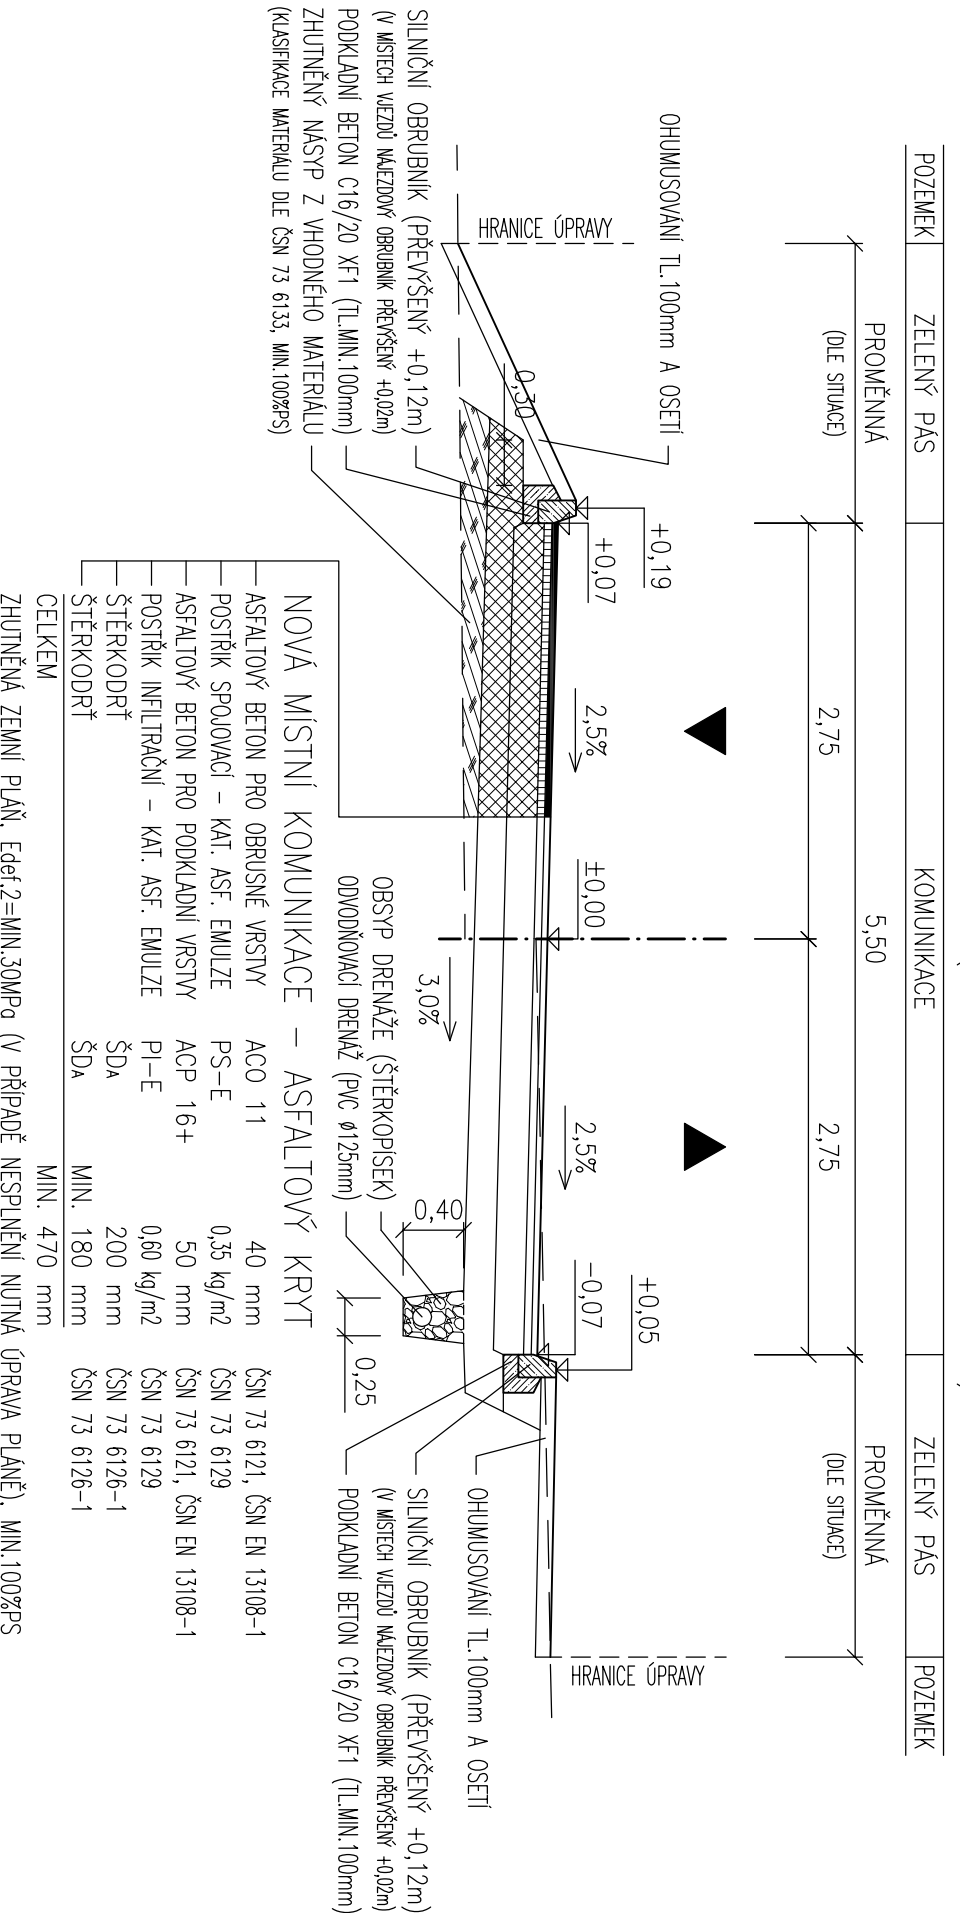 POZEMEK
ZELENÝ PÁS
KOMUNIKACE
ZELENÝ PÁS
POZEMEK
PROMĚNNÁ
(DLE SITUACE)
5,50
PROMĚNNÁ
(DLE SITUACE)
2,75
2,75
HRANICE ÚPRAVY
HRANICE ÚPRAVY
OHUMUSOVÁNÍ TL.100mm A OSETÍ
+0,19
+0,07
2,5%
±0,00
2,5%
+0,05
-0,07
0,30
3,0%
0,40
0,25
SILNIČNÍ OBRUBNÍK (PŘEVÝŠENÝ +0,12m)
(V MÍSTECH VJEZDŮ NÁJEZDOVÝ OBRUBNÍK PŘEVÝŠENÝ +0,02m)
PODKLADNÍ BETON C16/20 XF1 (TL.MIN.100mm)
ZHUTNĚNÝ NÁSYP Z VHODNÉHO MATERIÁLU
(KLASIFIKACE MATERIÁLU DLE ČSN 73 6133, MIN.100%PS)
OBSYP DRENÁŽE (ŠTĚRKOPÍSEK)
ODVODŇOVACÍ DRENÁŽ (PVC ø125mm)
OHUMUSOVÁNÍ TL.100mm A OSETÍ
SILNIČNÍ OBRUBNÍK (PŘEVÝŠENÝ +0,12m)
(V MÍSTECH VJEZDŮ NÁJEZDOVÝ OBRUBNÍK PŘEVÝŠENÝ +0,02m)
PODKLADNÍ BETON C16/20 XF1 (TL.MIN.100mm)
NOVÁ MÍSTNÍ KOMUNIKACE - ASFALTOVÝ KRYT
ASFALTOVÝ BETON PRO OBRUSNÉ VRSTVY ACO 11 40 mm ČSN 73 6121, ČSN EN 13108-1
POSTŘIK SPOJOVACÍ - KAT. ASF. EMULZE PS-E 0,35 kg/m2 ČSN 73 6129
ASFALTOVÝ BETON PRO PODKLADNÍ VRSTVY ACP 16+ 50 mm ČSN 73 6121, ČSN EN 13108-1
POSTŘIK INFILTRAČNÍ - KAT. ASF. EMULZE PI-E 0,60 kg/m2 ČSN 73 6129
ŠTĚRKODRŤ ŠDA 200 mm ČSN 73 6126-1
ŠTĚRKODRŤ ŠDA MIN. 180 mm ČSN 73 6126-1
CELKEM MIN. 470 mm
ZHUTNĚNÁ ZEMNÍ PLÁŇ, Edef,2=MIN.30MPa (V PŘÍPADĚ NESPLNĚNÍ NUTNÁ ÚPRAVA PLÁNĚ), MIN.100%PS